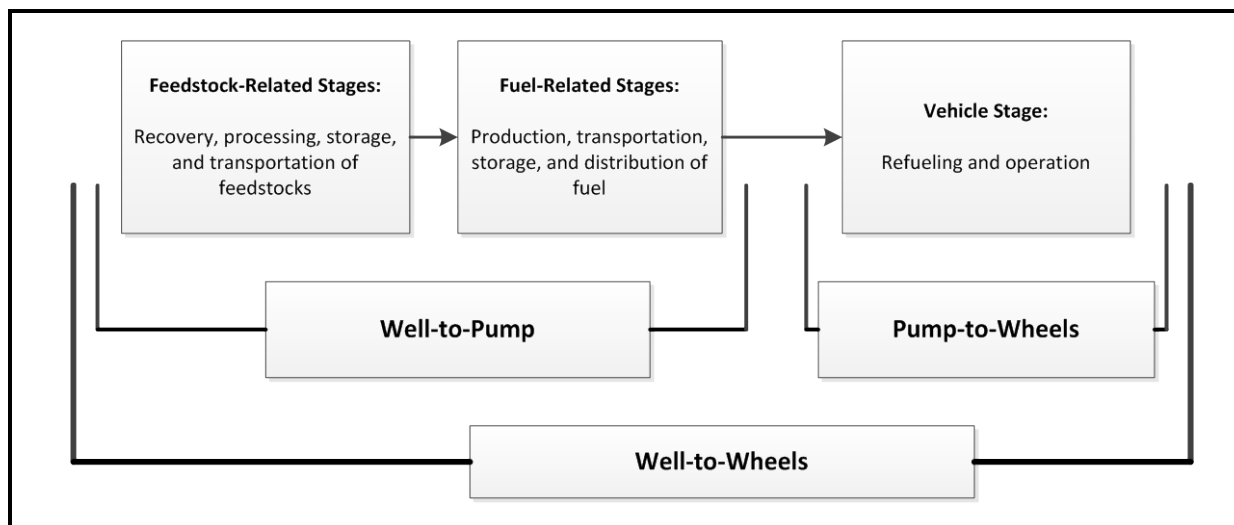 Feedstock-Related Stages:
Recovery, processing, storage,
and transportation of
feedstocks
Fuel-Related Stages:
Production, transportation,
storage, and distribution of
fuel
Vehicle Stage:
Refueling and operation
Well-to-Pump
Pump-to-Wheels
Well-to-Wheels